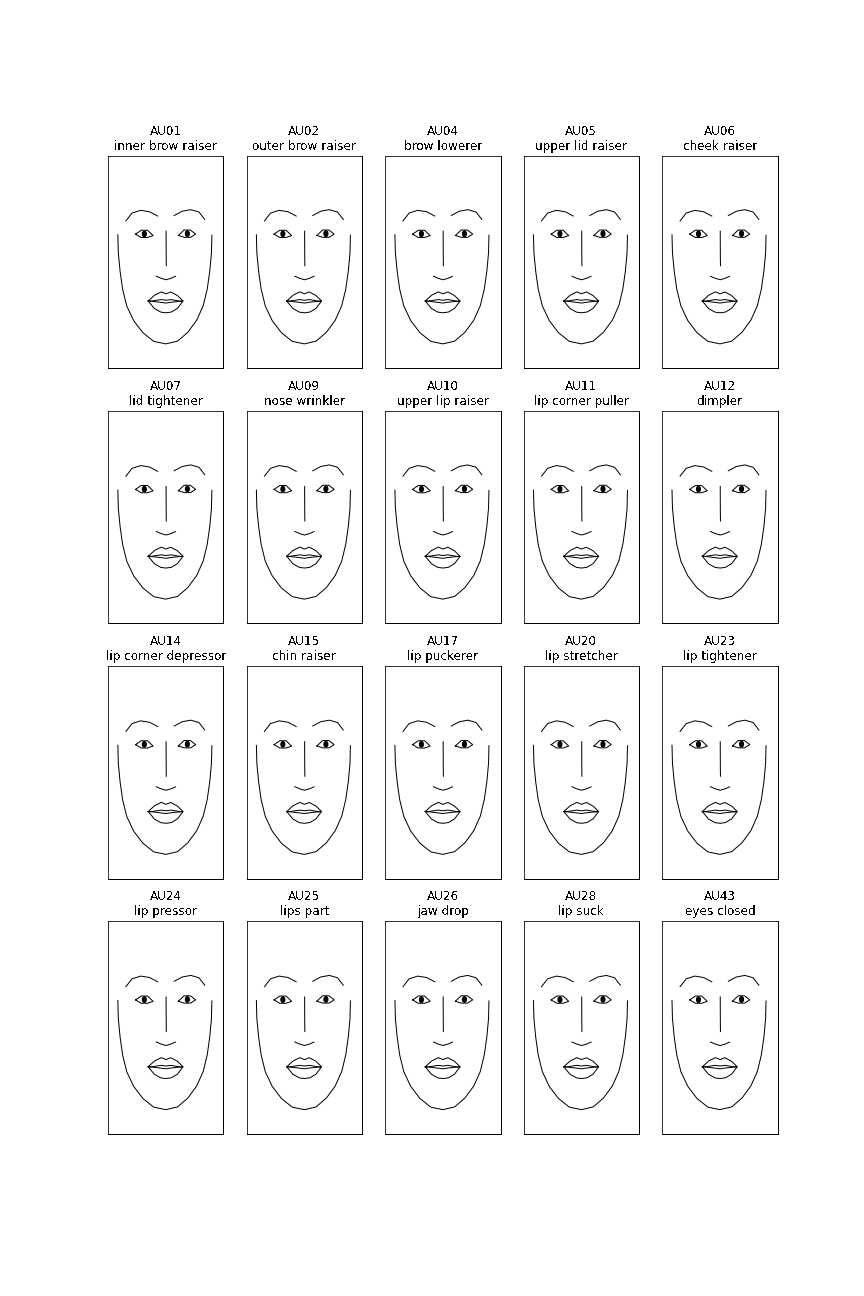 AU01
inner brow raiser
AU02
outer brow raiser
AU04
brow lowerer
AU05
upper lid raiser
AU06
cheek raiser
AU07
lid tightener
AU09
nose wrinkler
AU10
upper lip raiser
AU11
lip corner puller
AU12
dimpler
AU14
lip corner depressor
AU15
chin raiser
AU17
lip puckerer
AU20
lip stretcher
AU23
lip tightener
AU24
lip pressor
AU25
lips part
AU26
jaw drop
AU28
lip suck
AU43
eyes closed